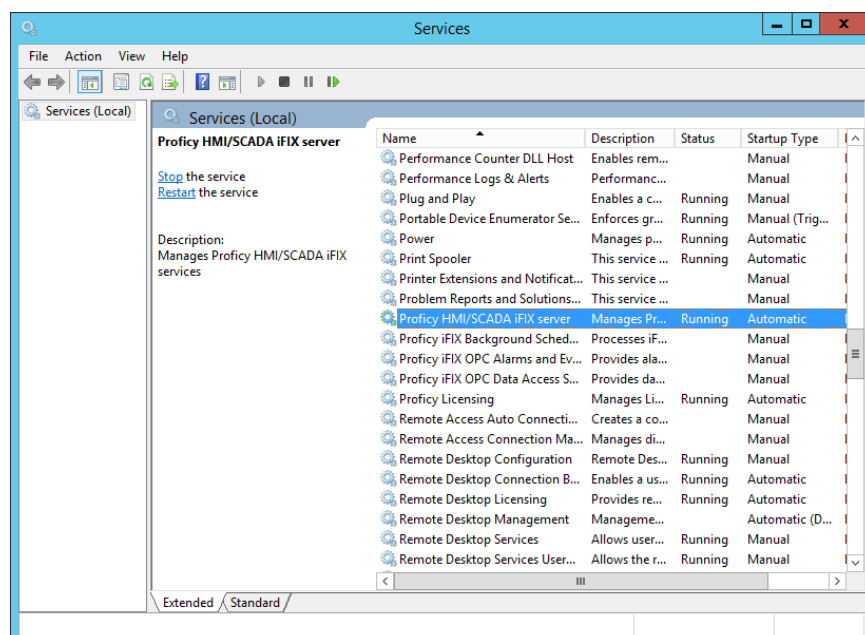 Services
File Action View Help
Services (Local)
Services (Local)
Proficy HMI/SCADA iFIX server
Stop the service
Restart the service
Description:
Manages Proficy HMI/SCADA iFIX
services
Name Description Status Startup Type
Performance Counter DLL Host Enables rem... Manual
Performance Logs & Alerts Performanc... Manual
Plug and Play Enables a c... Running Manual
Portable Device Enumerator Se... Enforces gr... Running Manual (Trig...
Power Manages p... Running Automatic
Print Spooler This service ... Running Automatic
Printer Extensions and Notificat... This service ... Manual
Problem Reports and Solutions... This service ... Manual
Proficy HMI/SCADA iFIX server Manages Pr... Running Automatic
Proficy iFIX Background Sched... Processes iF... Manual
Proficy iFIX OPC Alarms and Ev... Provides ala... Manual
Proficy iFIX OPC Data Access S... Provides da... Manual
Proficy Licensing Manages Li... Running Automatic
Remote Access Auto Connecti... Creates a co... Manual
Remote Access Connection Ma... Manages di... Manual
Remote Desktop Configuration Remote Des... Running Manual
Remote Desktop Connection B... Enables a us... Running Automatic
Remote Desktop Licensing Provides re... Running Automatic
Remote Desktop Management Manageme... Automatic (D...
Remote Desktop Services Allows user... Running Manual
Remote Desktop Services User... Allows the r... Running Manual
Extended Standard